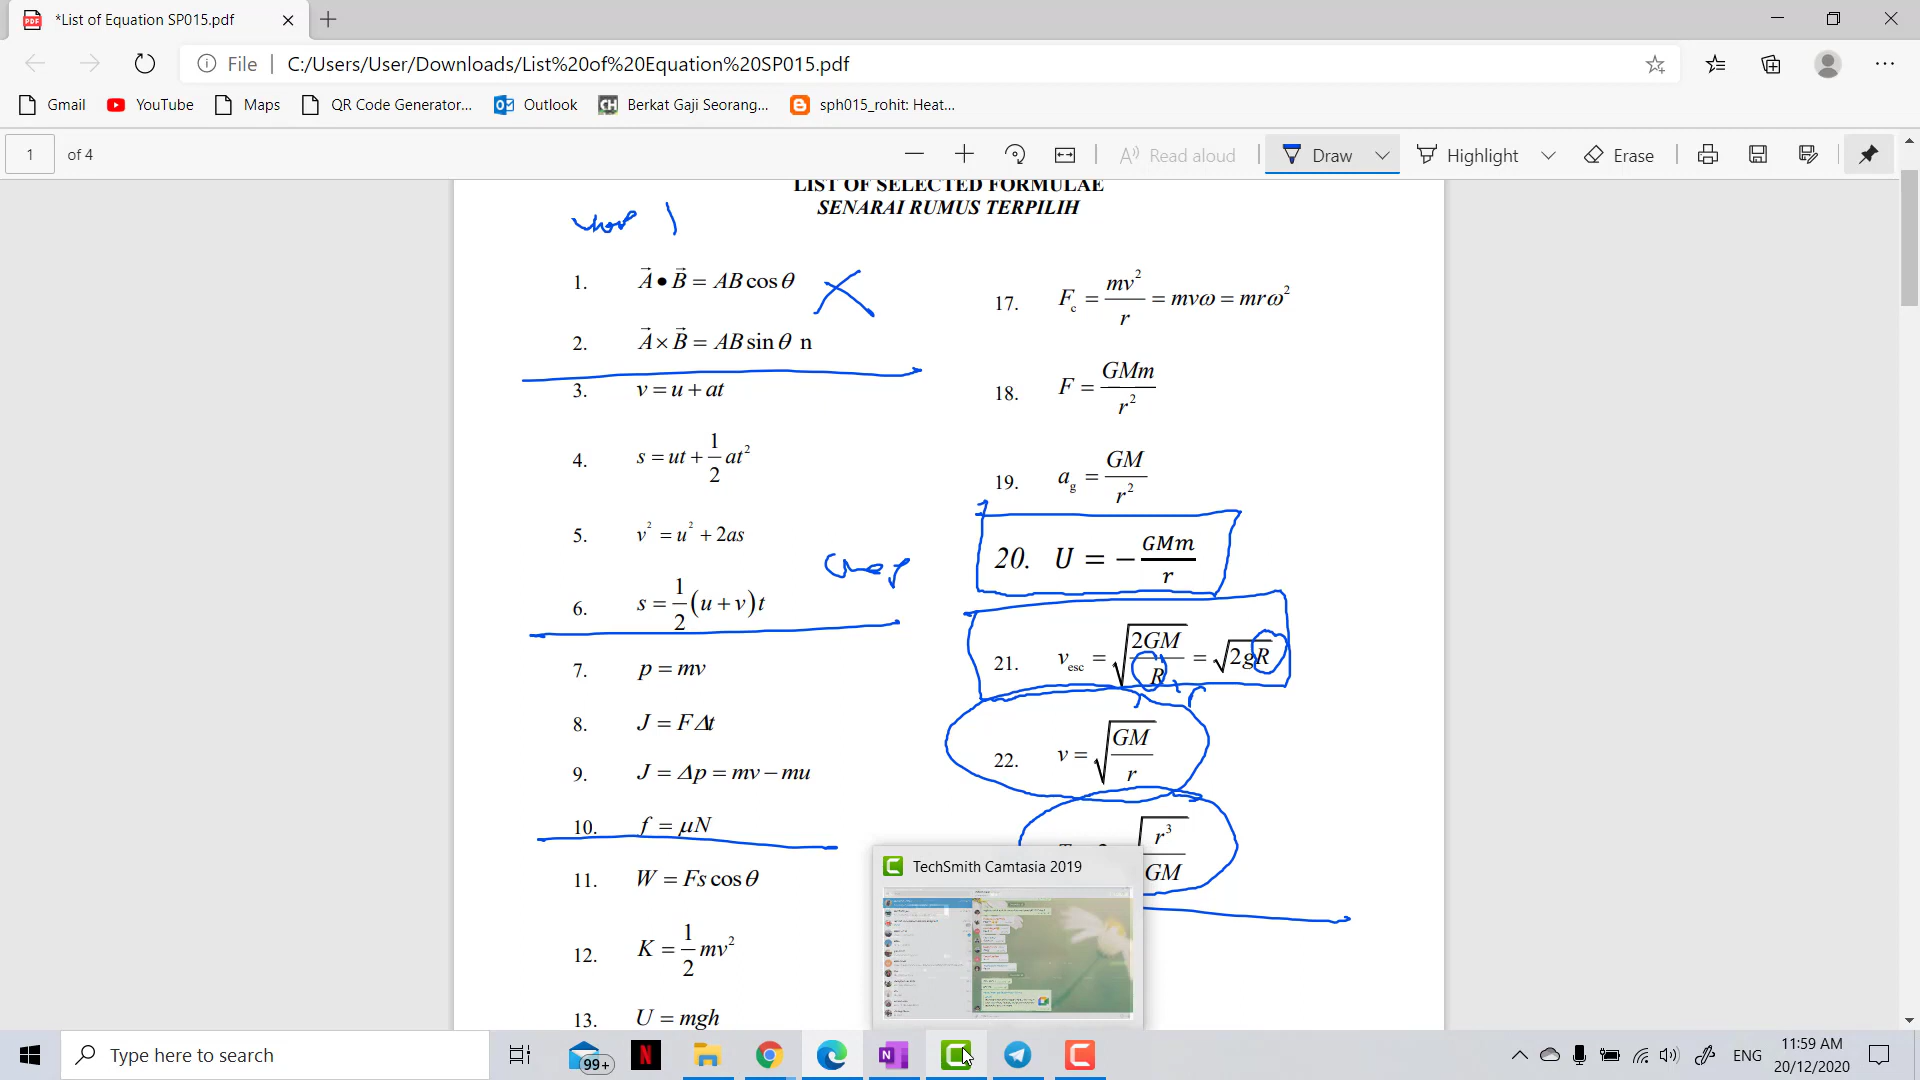 *List of Equation SP015.pdf
File | C:/Users/User/Downloads/List%20of%20Equation%20SP015.pdf
Gmail YouTube Maps QR Code Generator... Outlook Berkat Gaji Seorang... sph015_rohit: Heat...
1 of 4 Read aloud Draw Highlight Erase
LIST OF SELECTED FORMULAE
SENARAI RUMUS TERPILIH
1. A⃗ • B⃗ = AB cos θ
2. A⃗ × B⃗ = AB sin θ n
3. v = u + at
4. s = ut + 1/2 at²
5. v² = u² + 2as
6. s = 1/2 (u + v)t
7. p = mv
8. J = FΔt
9. J = Δp = mv − mu
10. f = μN
11. W = Fs cos θ
12. K = 1/2 mv²
13. U = mgh
17. F_c = mv²/r = mvω = mrω²
18. F = GMm/r²
19. a_g = GM/r²
20. U = −GMm/r
21. v_esc = √(2GM/R) = √(2gR)
r
22. v = √(GM/r)
√(r³/GM)
TechSmith Camtasia 2019
Type here to search
99+
N
ENG
11:59 AM
20/12/2020